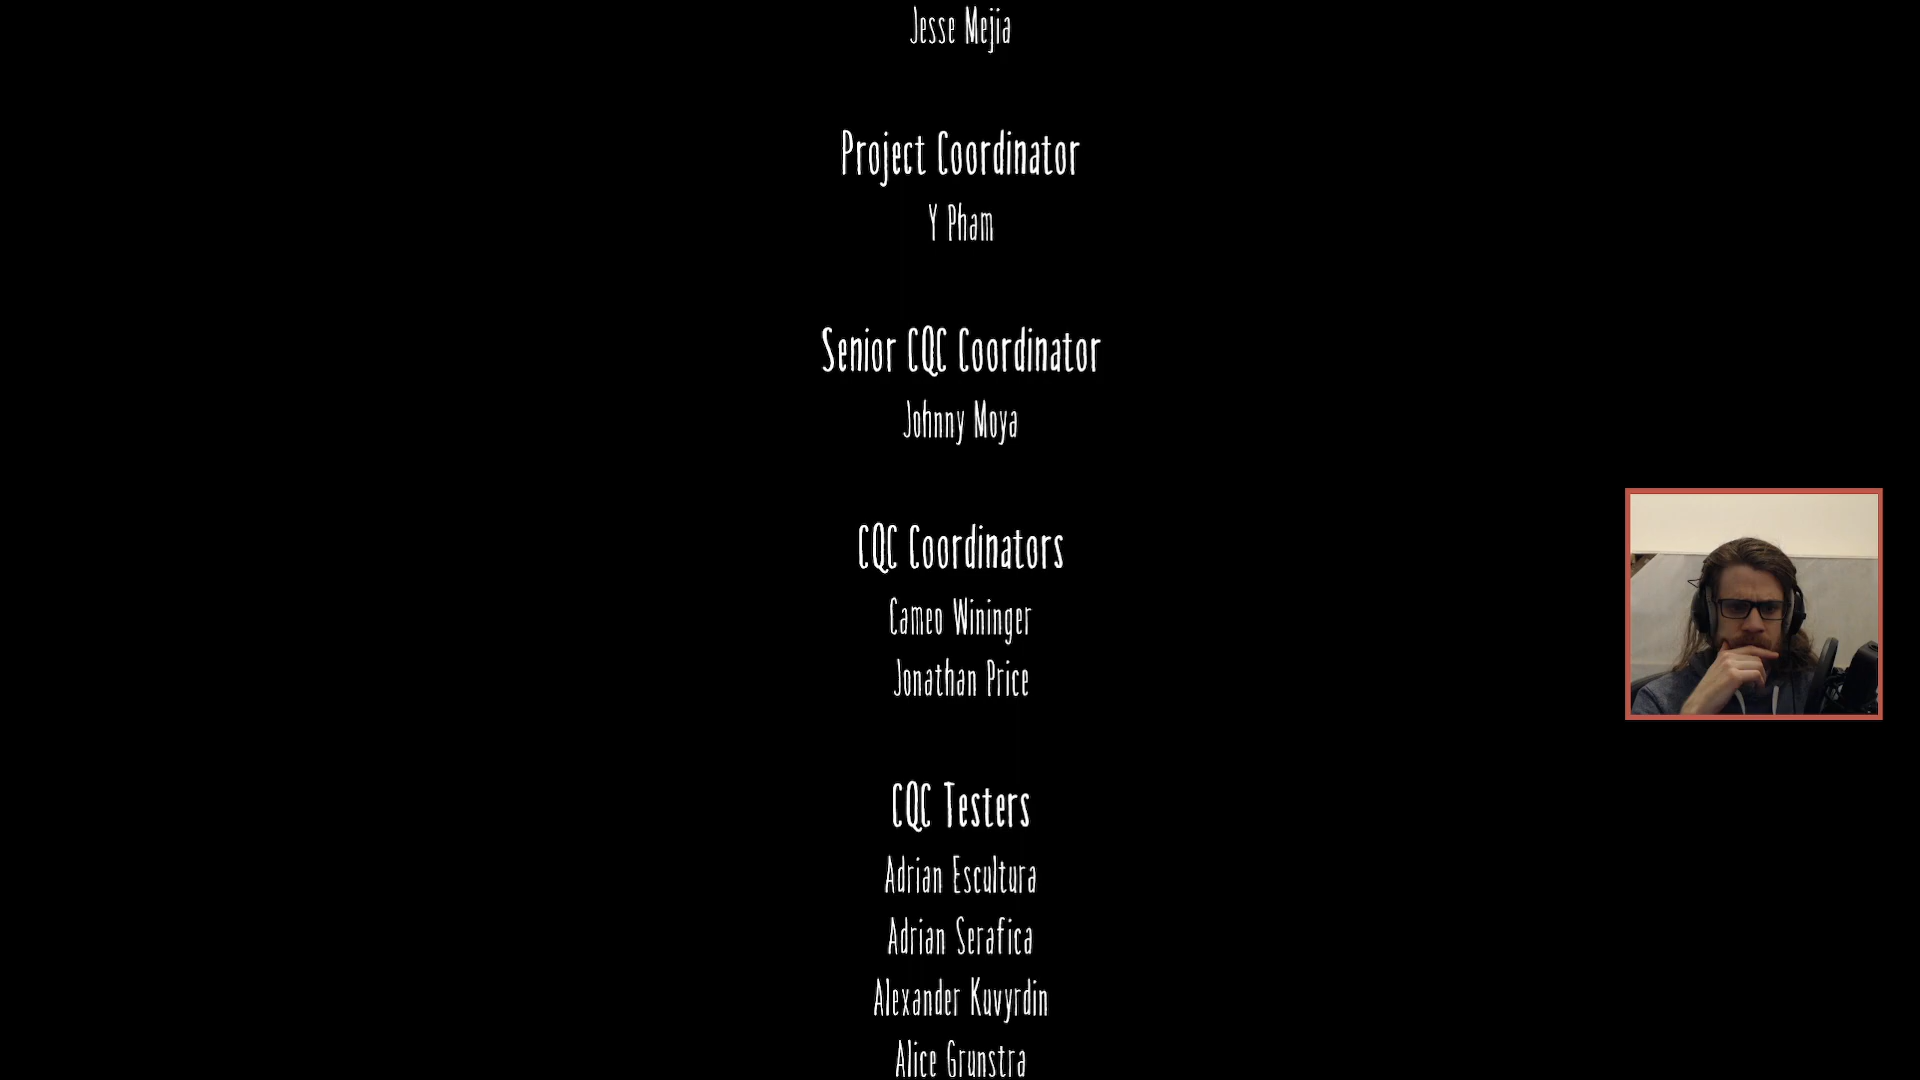 Jesse Mejia
Project Coordinator
Y Pham
Senior CQC Coordinator
Johnny Moya
CQC Coordinators
Cameo Wininger
Jonathan Price
CQC Testers
Adrian Escultura
Adrian Serafica
Alexander Kuvyrdin
Alice Grunstra